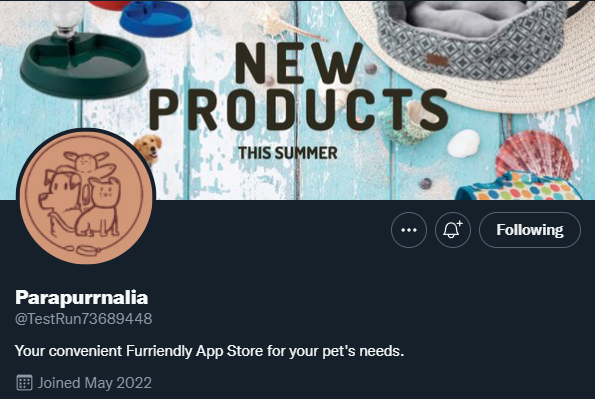 NEW
PRODUCTS
THIS SUMMER
Following
Parapurrnalia
@TestRun73689448
Your convenient Furriendly App Store for your pet's needs.
Joined May 2022